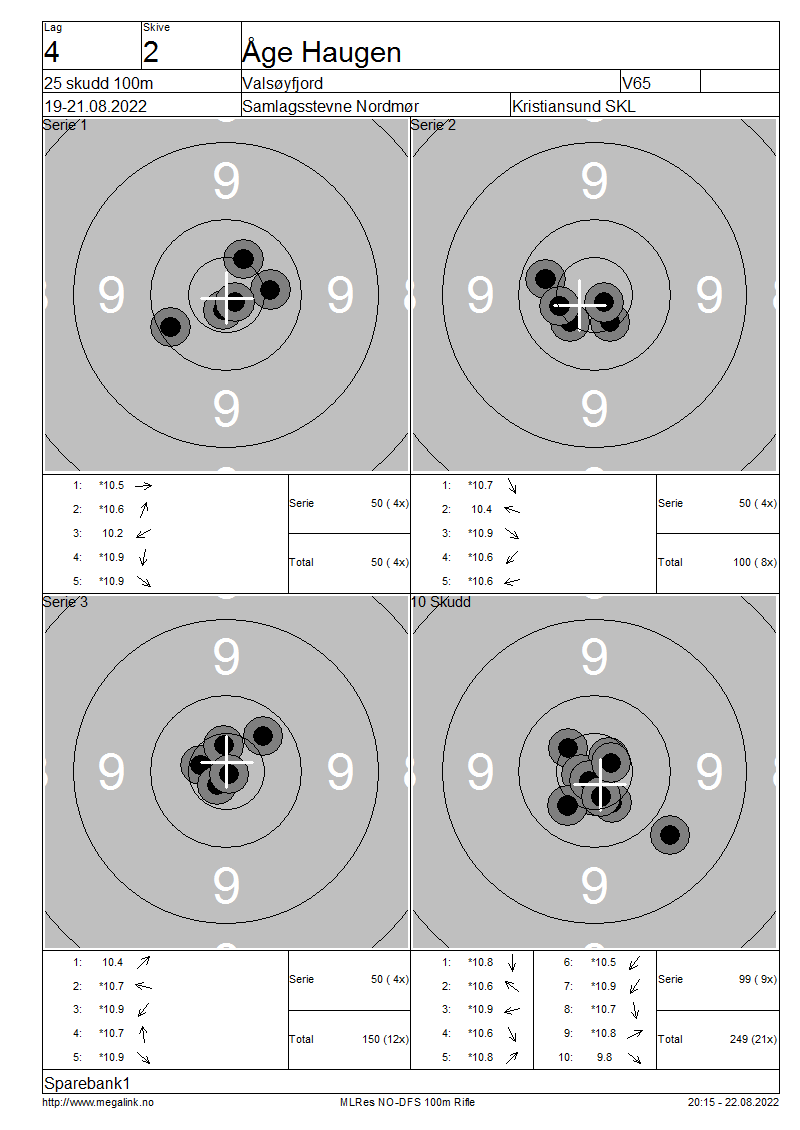 Lag Skive
4 2 Åge Haugen
25 skudd 100m Valsøyfjord V65
19-21.08.2022 Samlagsstevne Nordmør Kristiansund SKL
Serie 1 Serie 2
9 9
9 9 9 9
9 9
1: *10.5
2: *10.6
3: 10.2
4: *10.9
5: *10.9
Serie 50 ( 4x)
Total 50 ( 4x)
1: *10.7
2: 10.4
3: *10.9
4: *10.6
5: *10.6
Serie 50 ( 4x)
Total 100 ( 8x)
Serie 3 10 Skudd
9 9
9 9 9 9
9 9
1: 10.4
2: *10.7
3: *10.9
4: *10.7
5: *10.9
Serie 50 ( 4x)
Total 150 (12x)
1: *10.8 6: *10.5
2: *10.6 7: *10.9
3: *10.9 8: *10.7
4: *10.6 9: *10.8
5: *10.8 10: 9.8
Serie 99 ( 9x)
Total 249 (21x)
Sparebank1
http://www.megalink.no MLRes NO-DFS 100m Rifle 20:15 - 22.08.2022